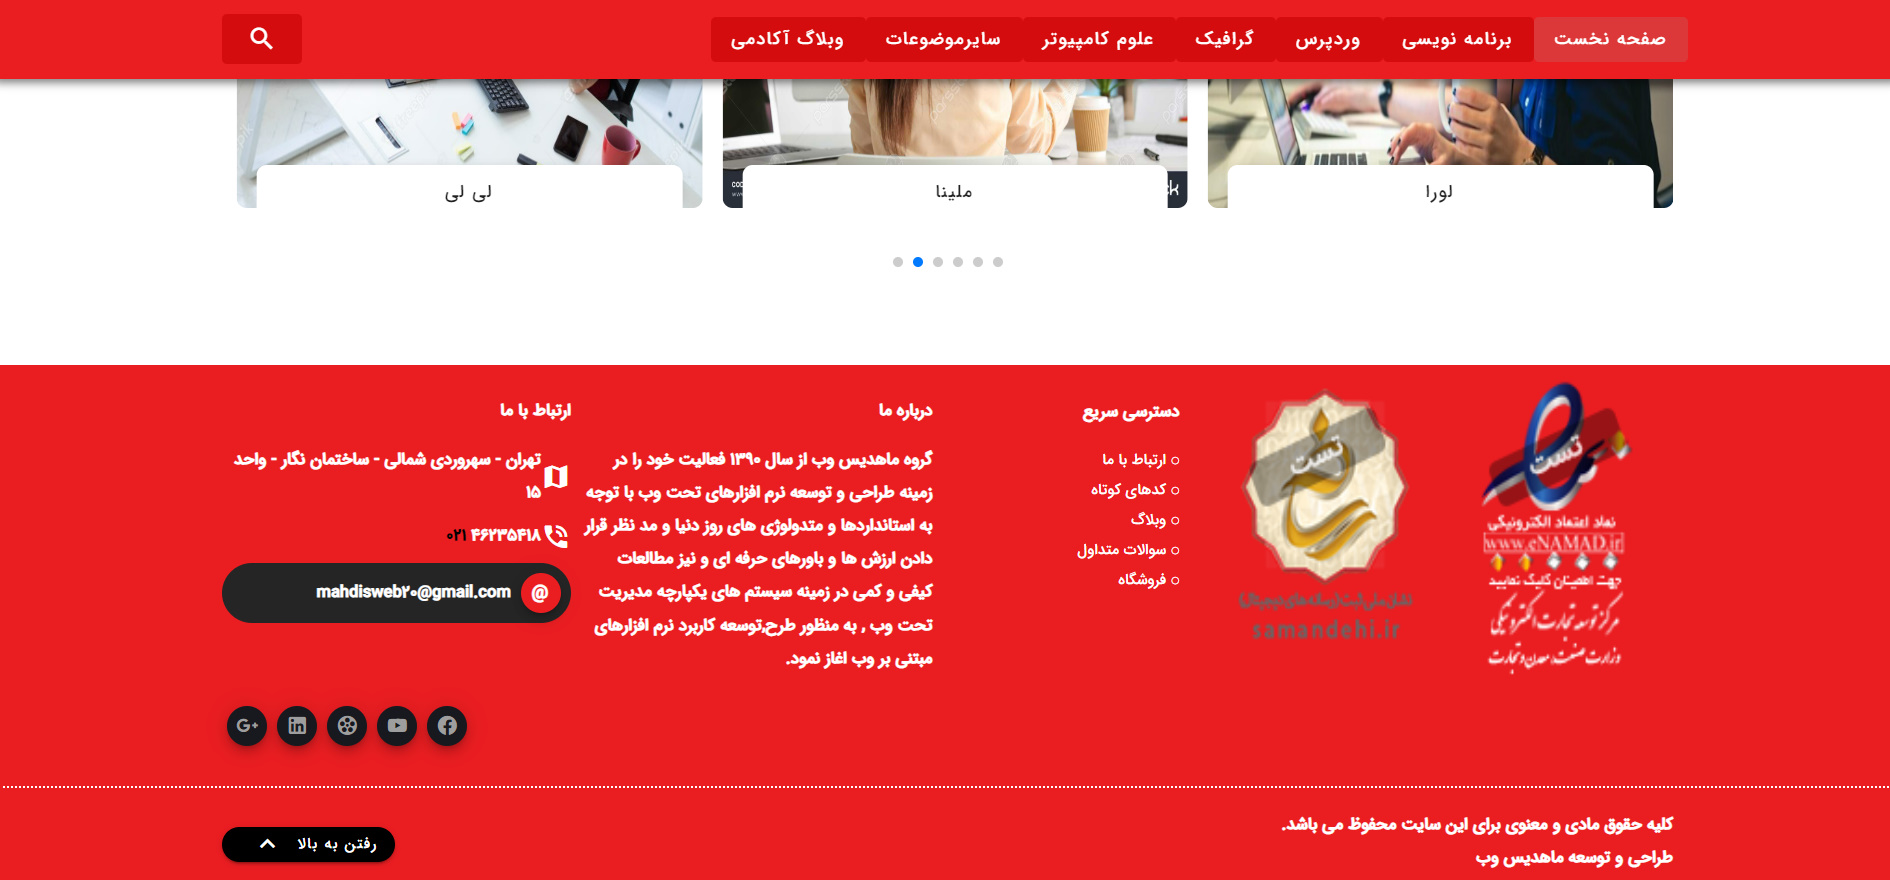 صفحه نخست
برنامه نویسی
وردپرس
گرافیک
علوم کامپیوتر
سایرموضوعات
وبلاگ آکادمی
لورا
ملینا
لی لی
تست
نماد اعتماد الکترونیکی
www.eNAMAD.ir
جهت اطمینان کلیک نمایید
مرکز توسعه تجارت الکترونیکی
وزارت صنعت، معدن و تجارت
تست
نشان ملی ثبت (رسانه‌های دیجیتال)
samandehi.ir
دسترسی سریع
ارتباط با ما
کدهای کوتاه
وبلاگ
سوالات متداول
فروشگاه
درباره ما
گروه ماهدیس وب از سال ۱۳۹۰ فعالیت خود را در
زمینه طراحی و توسعه نرم افزارهای تحت وب با توجه
به استانداردها و متدولوژی های روز دنیا و مد نظر قرار
دادن ارزش ها و باورهای حرفه ای و نیز مطالعات
کیفی و کمی در زمینه سیستم های یکپارچه مدیریت
تحت وب , به منظور طرح,توسعه کاربرد نرم افزارهای
مبتنی بر وب اغاز نمود.
ارتباط با ما
تهران - سهروردی شمالی - ساختمان نگار - واحد
۱۵
۴۶۲۳۵۴۱۸ ۰۲۱
@ mahdisweb۲۰@gmail.com
کلیه حقوق مادی و معنوی برای این سایت محفوظ می باشد.
طراحی و توسعه ماهدیس وب
رفتن به بالا